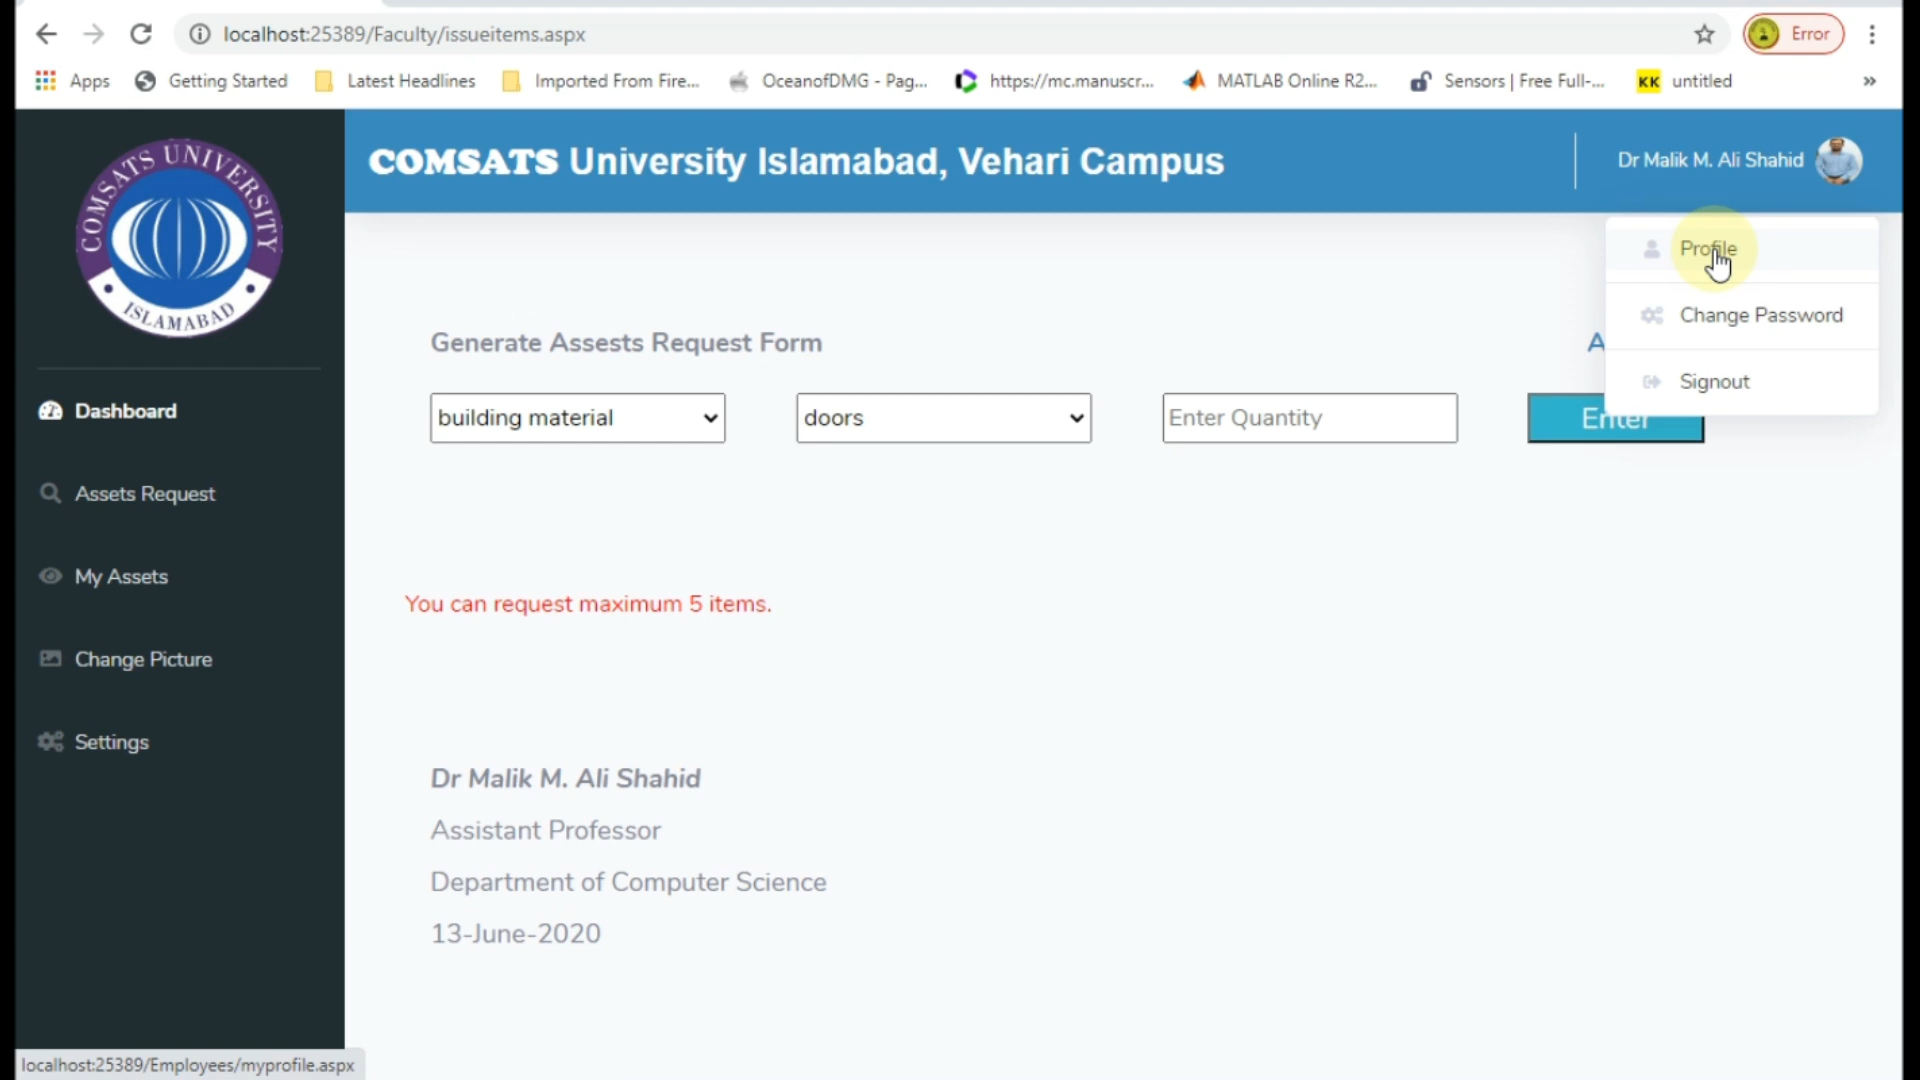 localhost:25389/Faculty/issueitems.aspx
Error
Apps
Getting Started
Latest Headlines
Imported From Fire...
OceanofDMG - Pag...
https://mc.manuscr...
MATLAB Online R2...
Sensors | Free Full-...
KK untitled
»
COMSATS UNIVERSITY
ISLAMABAD
COMSATS University Islamabad, Vehari Campus
Dr Malik M. Ali Shahid
Profile
Change Password
Signout
Generate Assests Request Form
A
building material
doors
Enter Quantity
Enter
Dashboard
Assets Request
My Assets
Change Picture
Settings
You can request maximum 5 items.
Dr Malik M. Ali Shahid
Assistant Professor
Department of Computer Science
13-June-2020
localhost:25389/Employees/myprofile.aspx